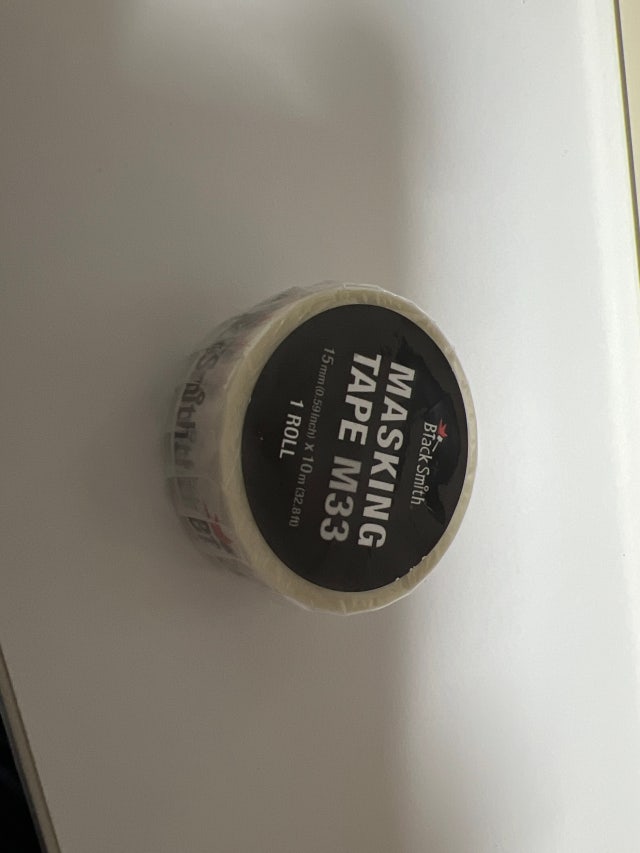 Black Smith
MASKING
TAPE M33
15mm(0.59inch) X 10m (32.8ft)
1 ROLL